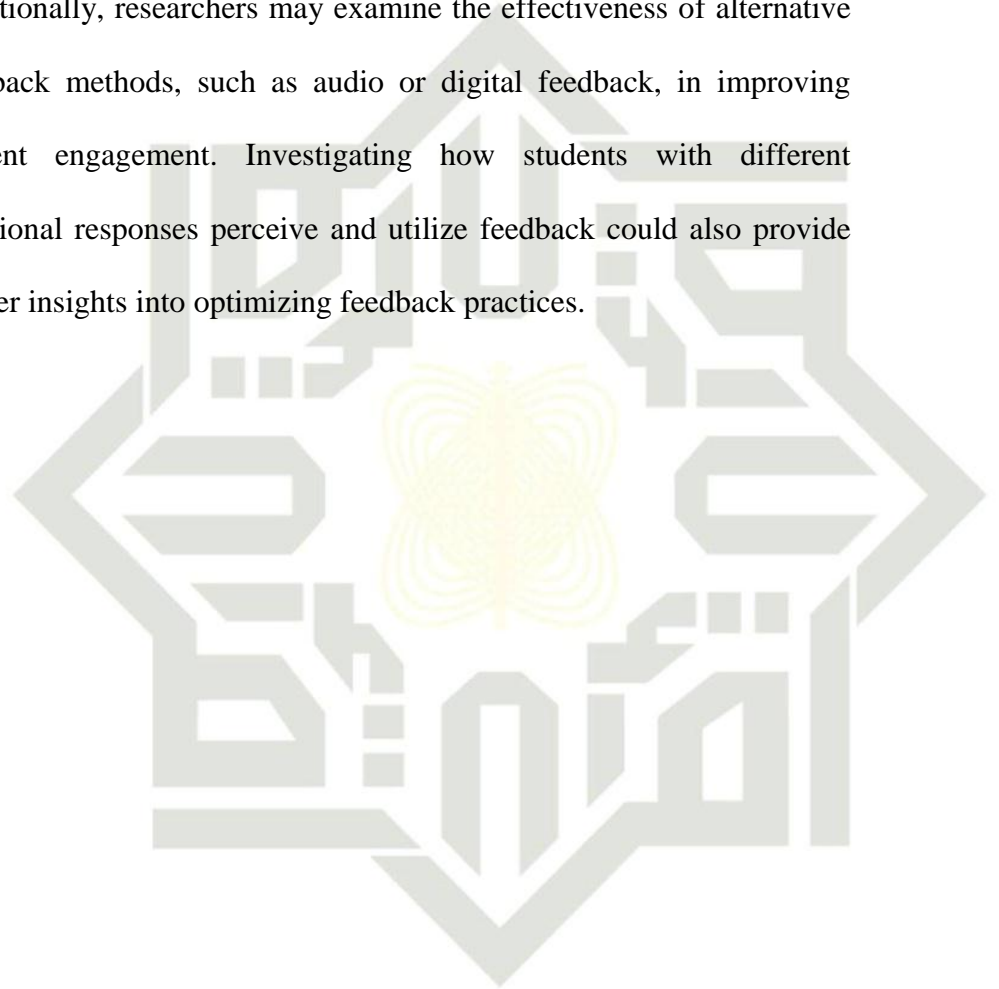 tionally, researchers may examine the effectiveness of alternative
back methods, such as audio or digital feedback, in improving
ent engagement. Investigating how students with different
ional responses perceive and utilize feedback could also provide
er insights into optimizing feedback practices.